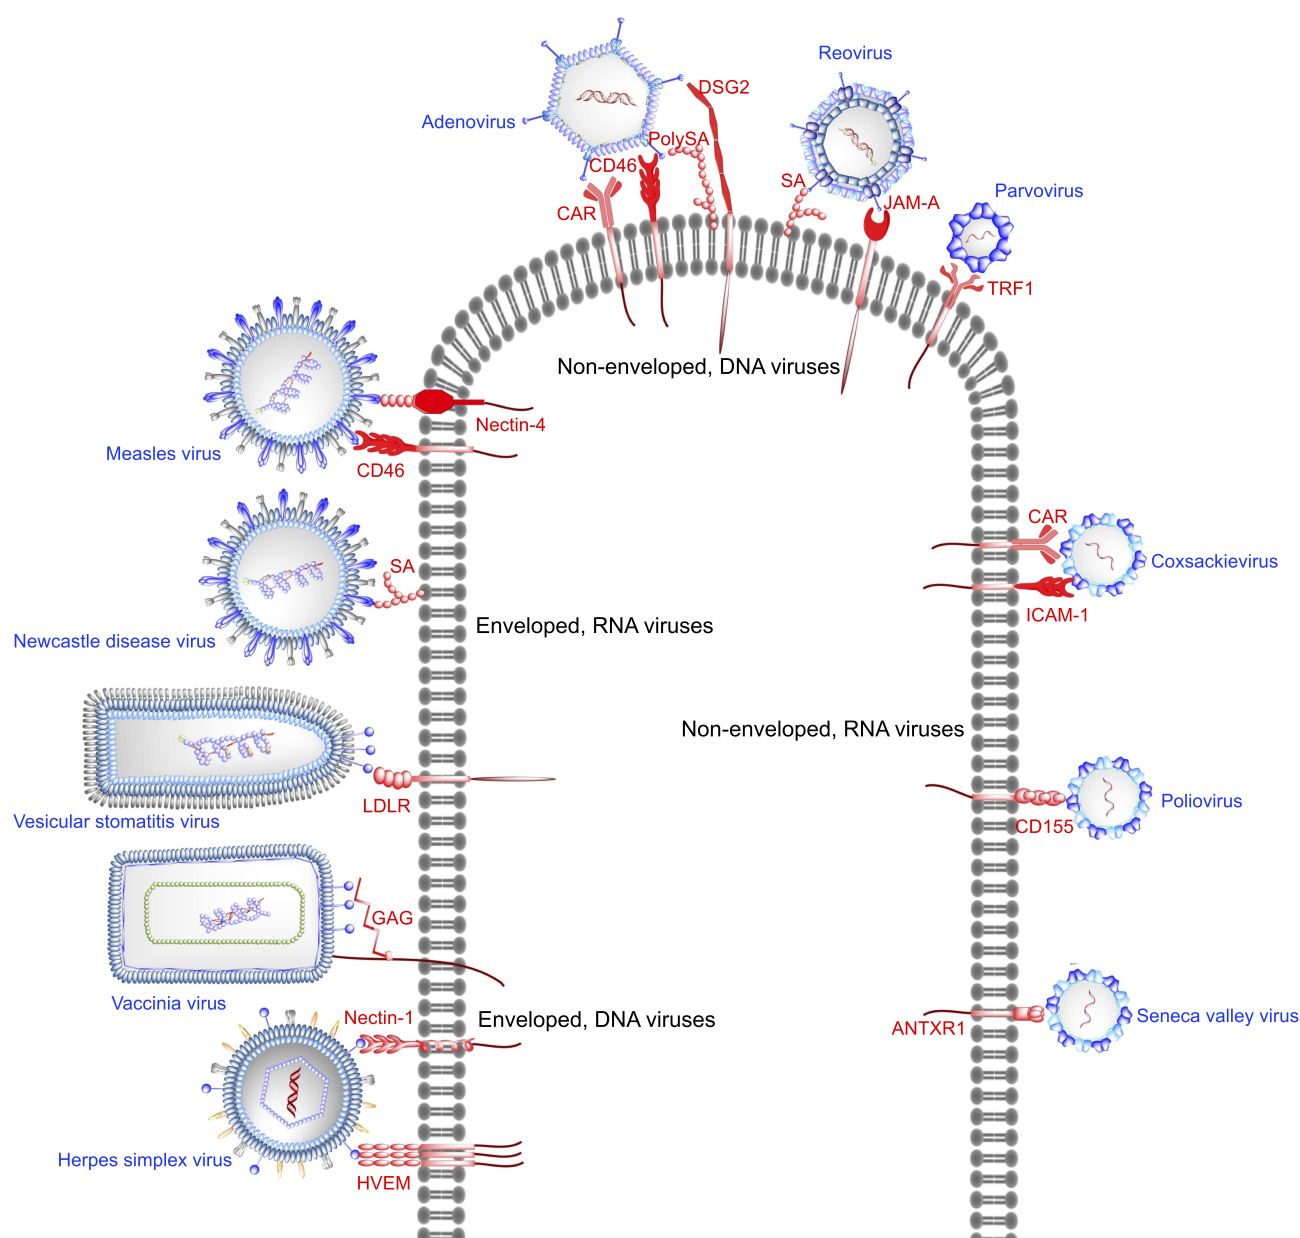 Reovirus
DSG2
Adenovirus
PolySA
CD46
SA
Parvovirus
JAM-A
CAR
TRF1
Non-enveloped, DNA viruses
Nectin-4
Measles virus
CD46
CAR
Coxsackievirus
SA
ICAM-1
Enveloped, RNA viruses
Newcastle disease virus
Non-enveloped, RNA viruses
LDLR
Poliovirus
Vesicular stomatitis virus
CD155
GAG
Vaccinia virus
Nectin-1
Enveloped, DNA viruses
Seneca valley virus
ANTXR1
Herpes simplex virus
HVEM